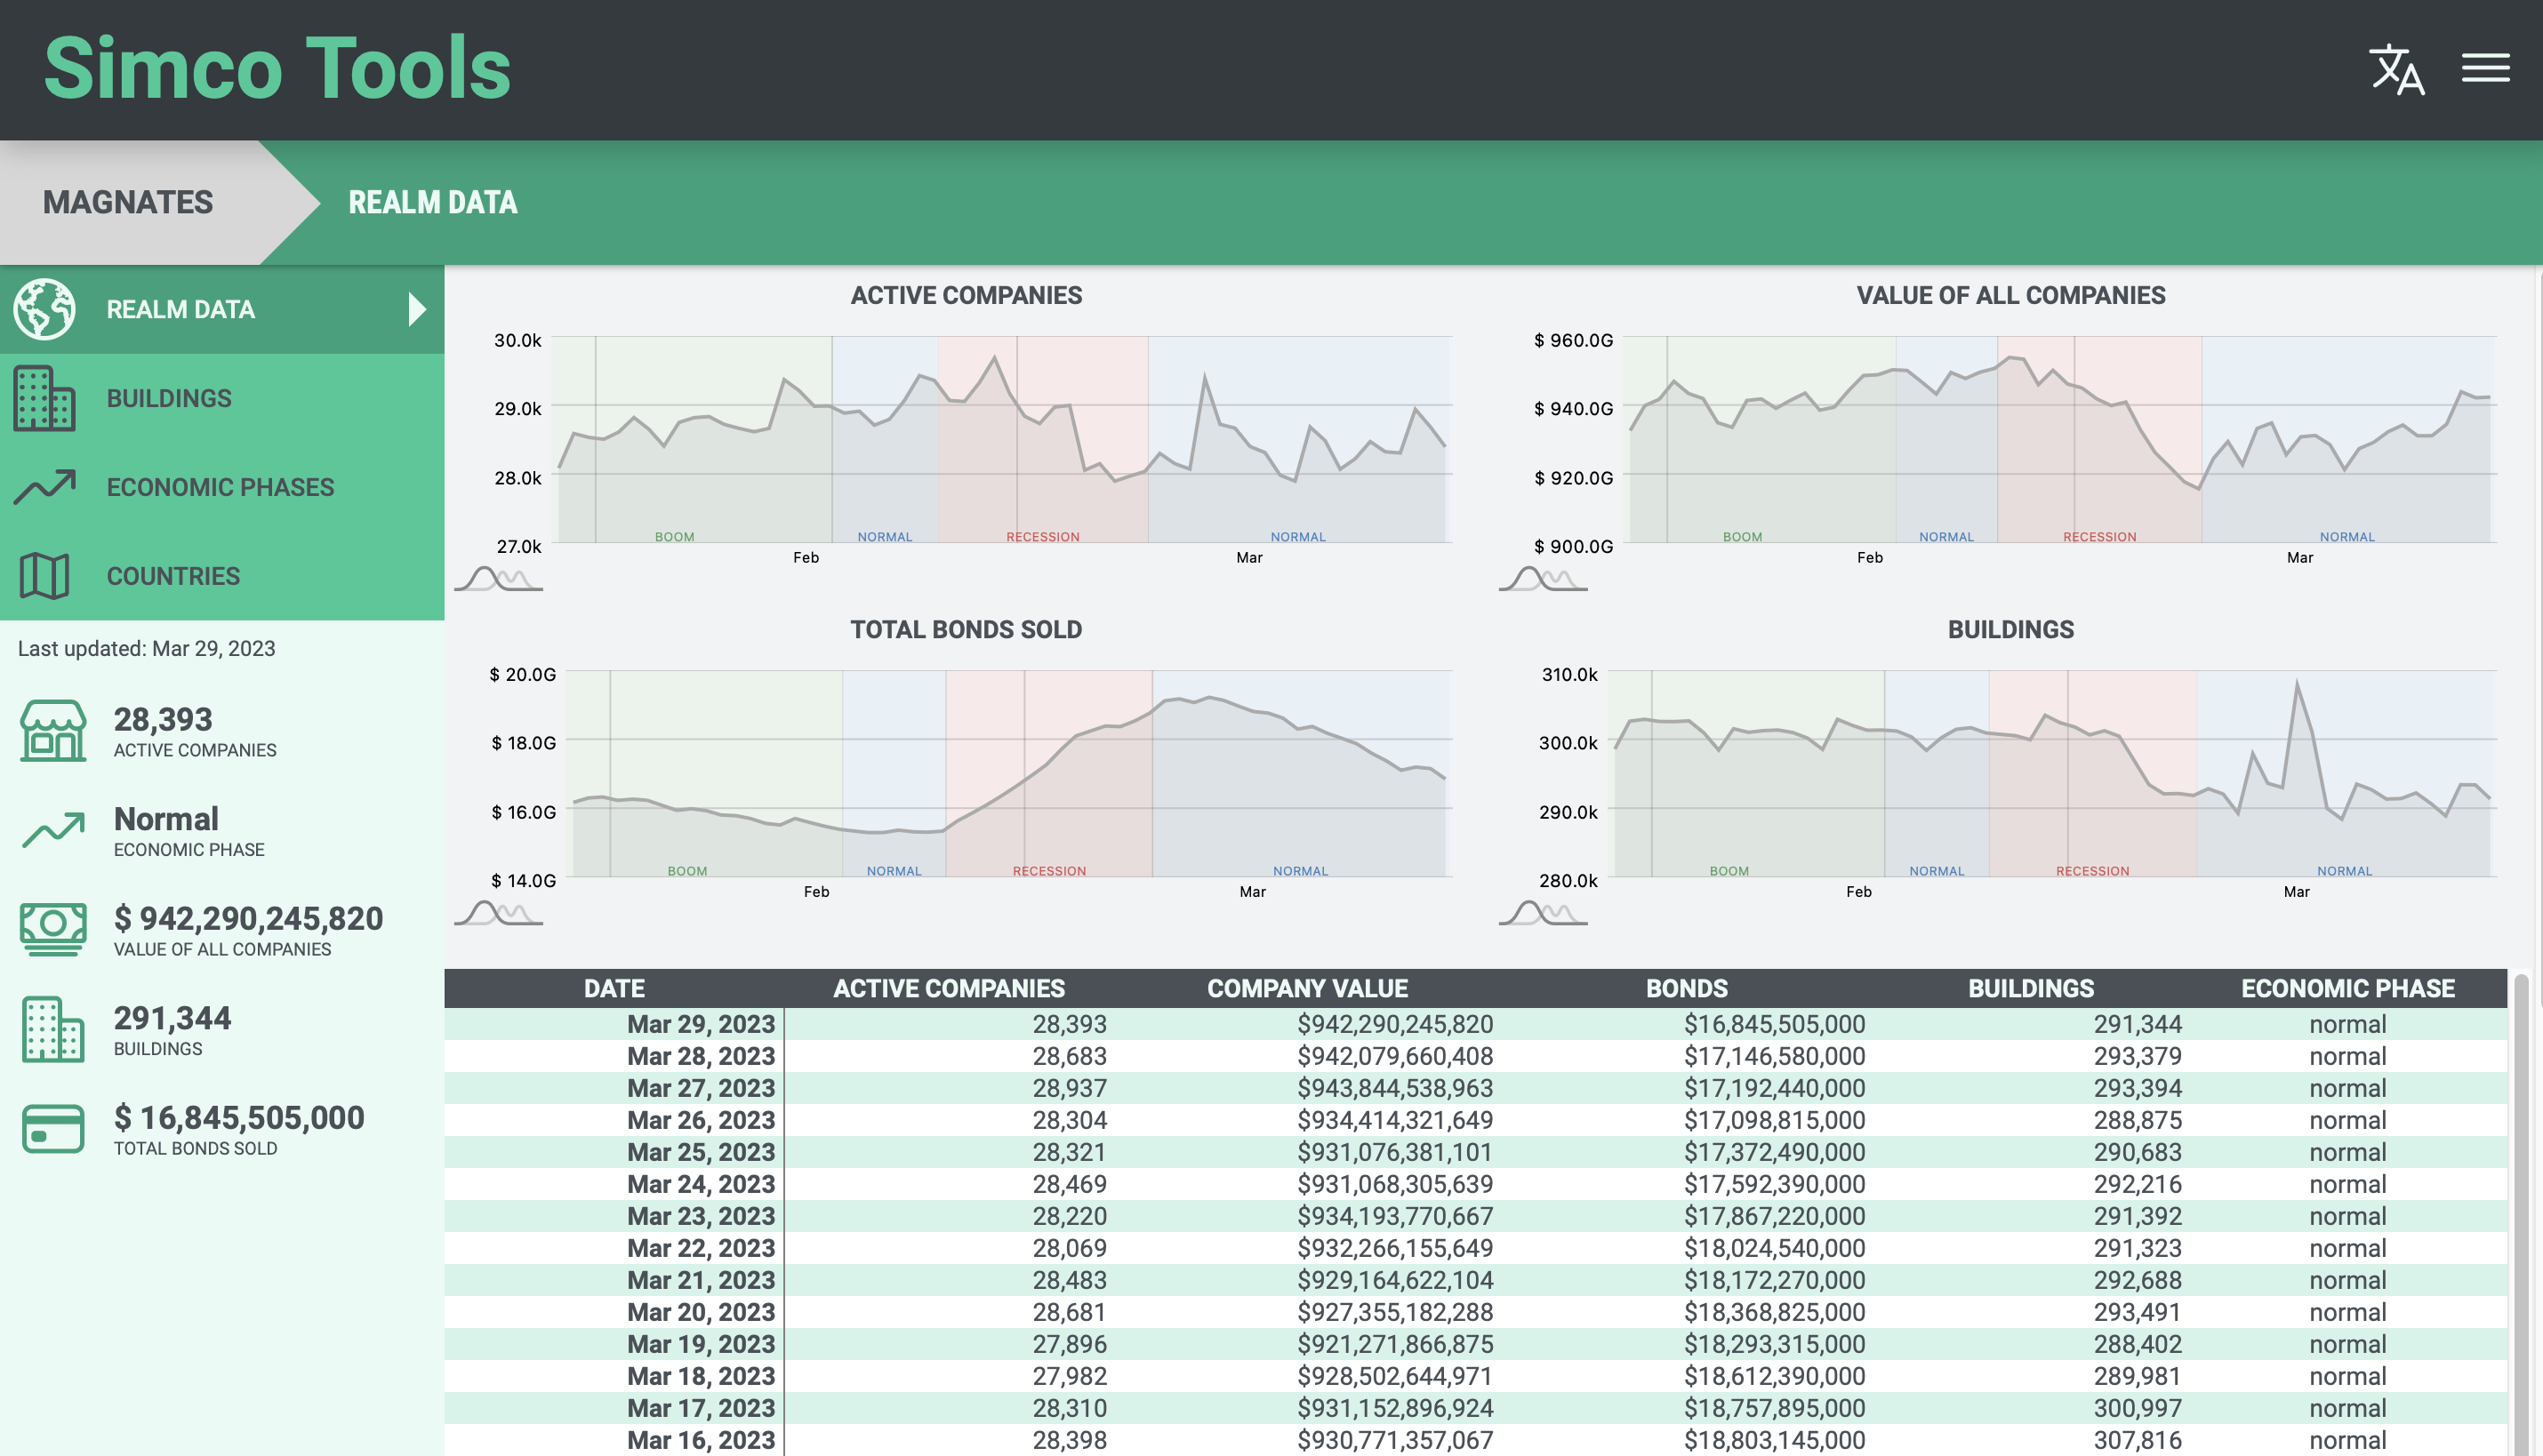 Simco Tools
MAGNATES
REALM DATA
REALM DATA
BUILDINGS
ECONOMIC PHASES
COUNTRIES
Last updated: Mar 29, 2023
28,393
ACTIVE COMPANIES
Normal
ECONOMIC PHASE
$ 942,290,245,820
VALUE OF ALL COMPANIES
291,344
BUILDINGS
$ 16,845,505,000
TOTAL BONDS SOLD
ACTIVE COMPANIES
30.0k
29.0k
28.0k
27.0k
BOOM NORMAL RECESSION NORMAL
Feb Mar
VALUE OF ALL COMPANIES
$ 960.0G
$ 940.0G
$ 920.0G
$ 900.0G
BOOM NORMAL RECESSION NORMAL
Feb Mar
TOTAL BONDS SOLD
$ 20.0G
$ 18.0G
$ 16.0G
$ 14.0G
BOOM NORMAL RECESSION NORMAL
Feb Mar
BUILDINGS
310.0k
300.0k
290.0k
280.0k
BOOM NORMAL RECESSION NORMAL
Feb Mar
DATE ACTIVE COMPANIES COMPANY VALUE BONDS BUILDINGS ECONOMIC PHASE
Mar 29, 2023 28,393 $942,290,245,820 $16,845,505,000 291,344 normal
Mar 28, 2023 28,683 $942,079,660,408 $17,146,580,000 293,379 normal
Mar 27, 2023 28,937 $943,844,538,963 $17,192,440,000 293,394 normal
Mar 26, 2023 28,304 $934,414,321,649 $17,098,815,000 288,875 normal
Mar 25, 2023 28,321 $931,076,381,101 $17,372,490,000 290,683 normal
Mar 24, 2023 28,469 $931,068,305,639 $17,592,390,000 292,216 normal
Mar 23, 2023 28,220 $934,193,770,667 $17,867,220,000 291,392 normal
Mar 22, 2023 28,069 $932,266,155,649 $18,024,540,000 291,323 normal
Mar 21, 2023 28,483 $929,164,622,104 $18,172,270,000 292,688 normal
Mar 20, 2023 28,681 $927,355,182,288 $18,368,825,000 293,491 normal
Mar 19, 2023 27,896 $921,271,866,875 $18,293,315,000 288,402 normal
Mar 18, 2023 27,982 $928,502,644,971 $18,612,390,000 289,981 normal
Mar 17, 2023 28,310 $931,152,896,924 $18,757,895,000 300,997 normal
Mar 16, 2023 28,398 $930,771,357,067 $18,803,145,000 307,816 normal